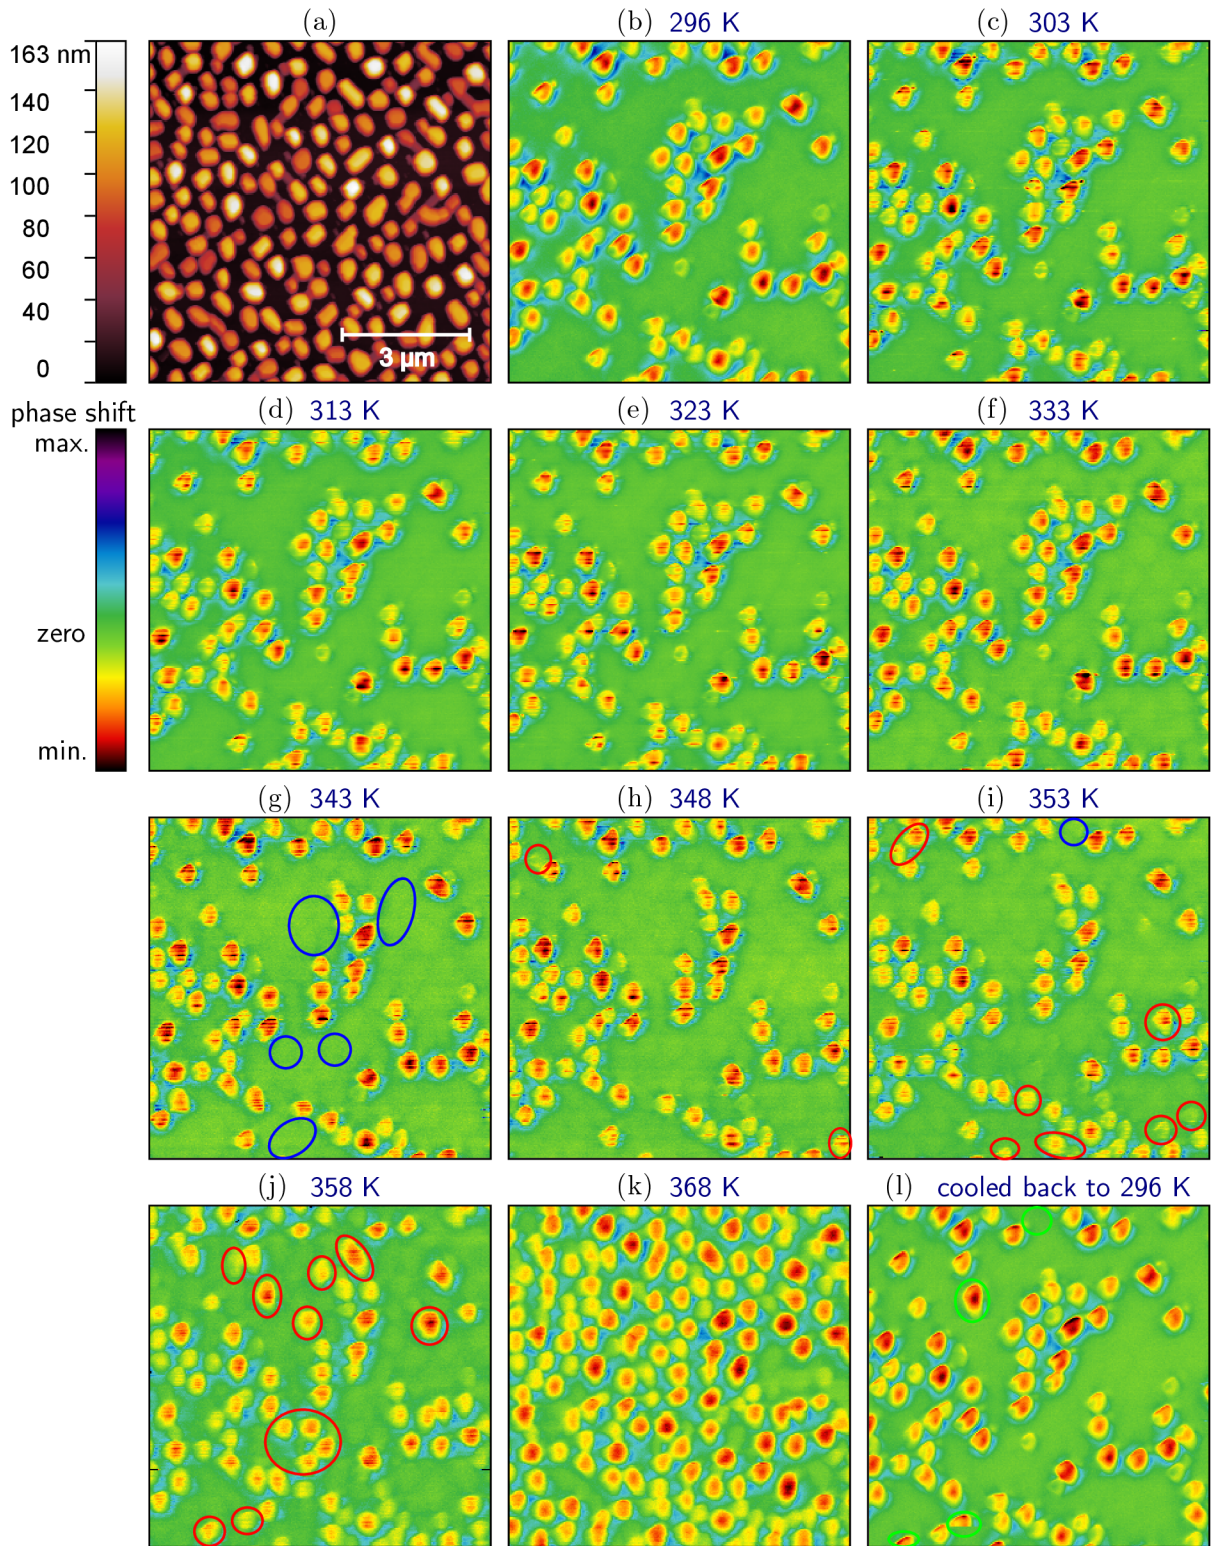 (a)
(b) 296 K
(c) 303 K
163 nm
140
120
100
80
60
40
0
3 µm
phase shift
max.
zero
min.
(d) 313 K
(e) 323 K
(f) 333 K
(g) 343 K
(h) 348 K
(i) 353 K
(j) 358 K
(k) 368 K
(l) cooled back to 296 K